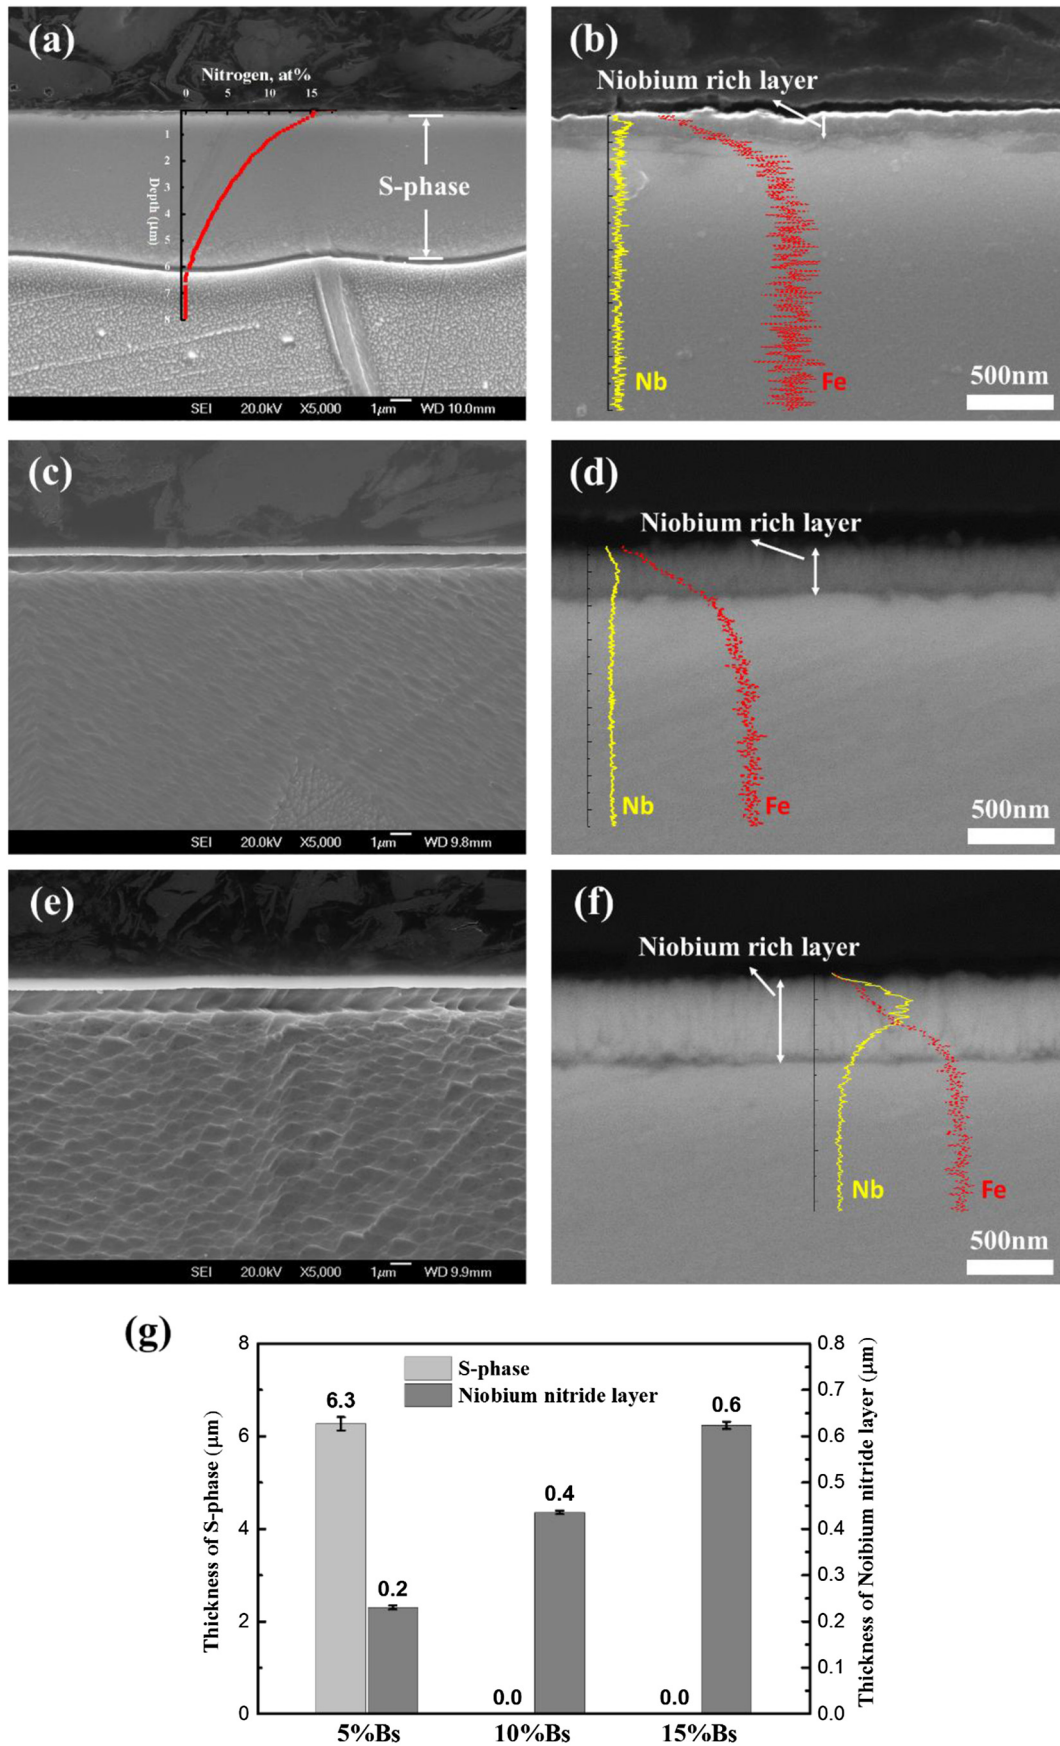 (a)
Nitrogen, at%
0 5 10 15
1
2
3
4
5
6
7
8
Depth (μm)
S-phase
SEI 20.0kV X5,000 1μm WD 10.0mm
(b)
Niobium rich layer
Nb
Fe
500nm
(c)
SEI 20.0kV X5,000 1μm WD 9.8mm
(d)
Niobium rich layer
Nb
Fe
500nm
(e)
SEI 20.0kV X5,000 1μm WD 9.9mm
(f)
Niobium rich layer
Nb
Fe
500nm
(g)
Thickness of S-phase (μm)
8
6
4
2
0
S-phase
Niobium nitride layer
6.3
0.2
0.0
0.4
0.0
0.6
5%Bs 10%Bs 15%Bs
0.8
0.7
0.6
0.5
0.4
0.3
0.2
0.1
0.0
Thickness of Noibium nitride layer (μm)